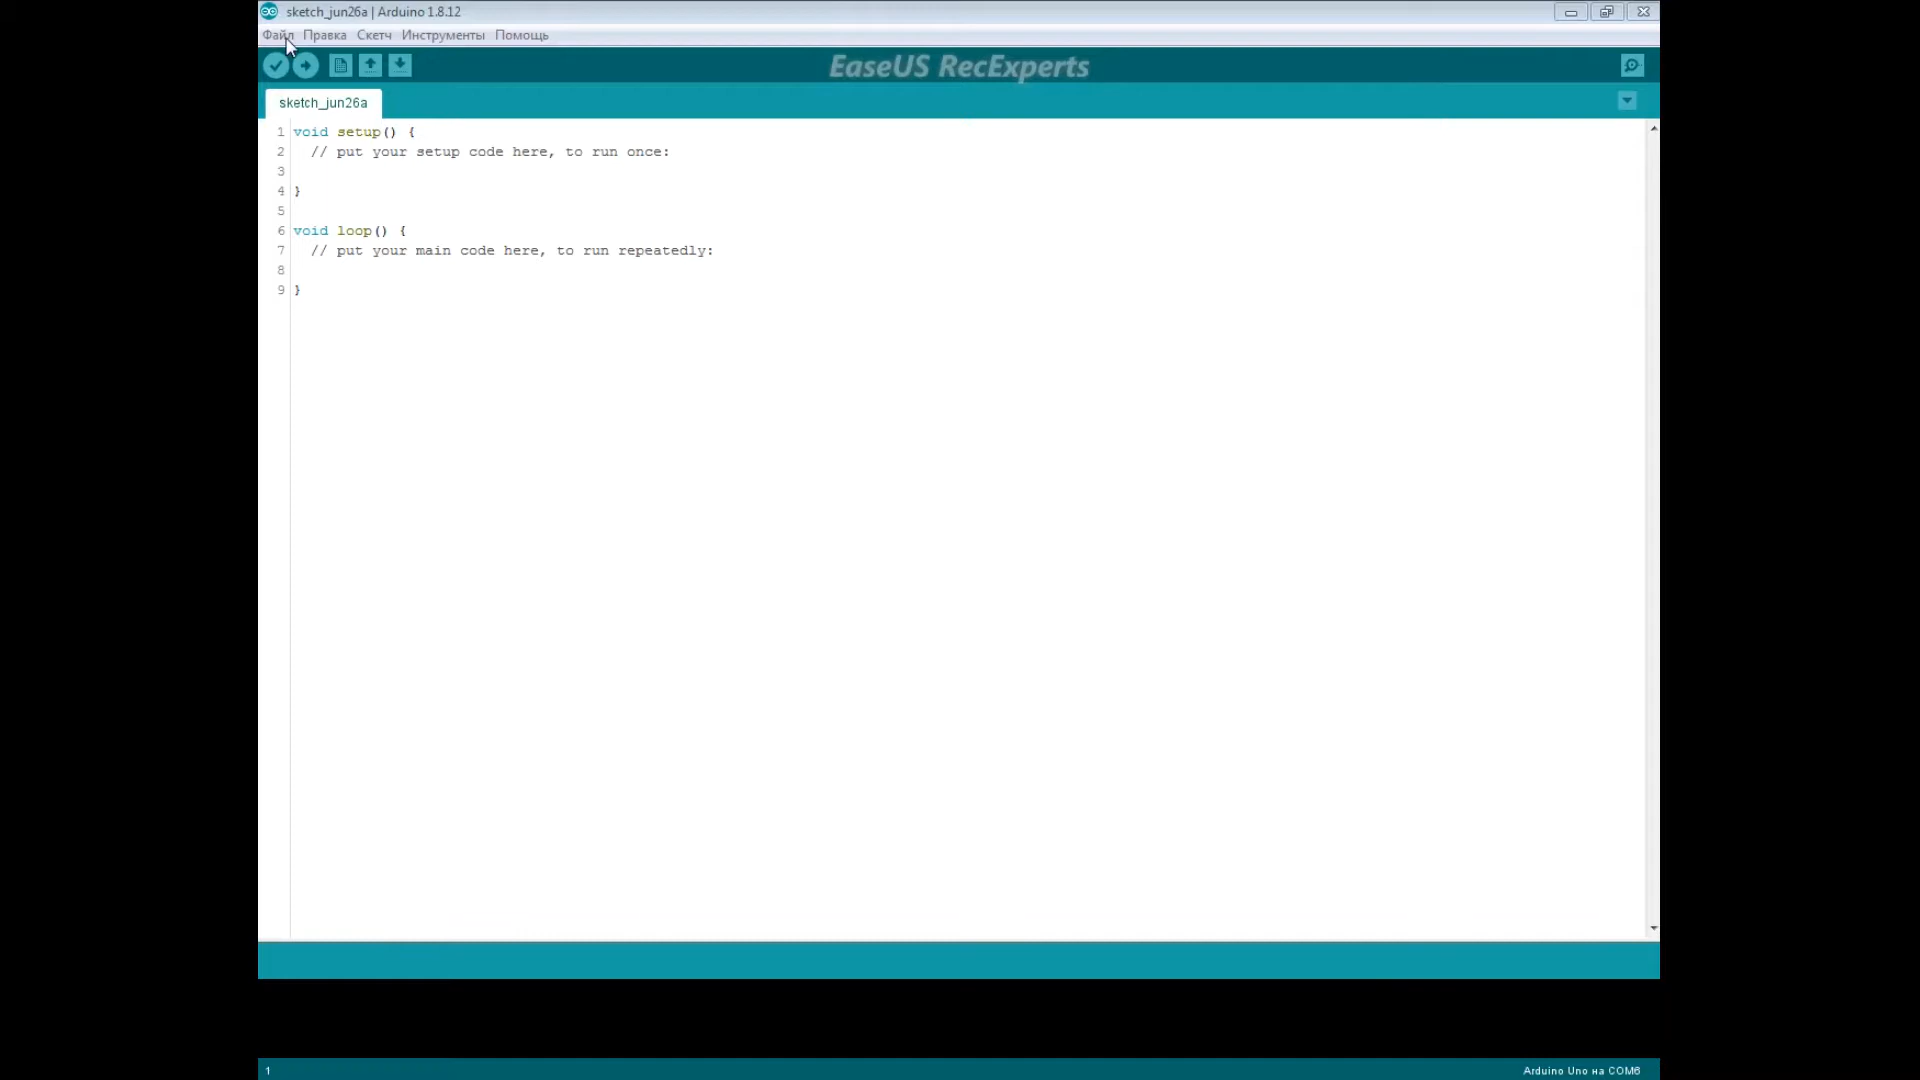 sketch_jun26a | Arduino 1.8.12
Файл Правка Скетч Инструменты Помощь
EaseUS RecExperts
sketch_jun26a
1 void setup() {
2 // put your setup code here, to run once:
3
4 }
5
6 void loop() {
7 // put your main code here, to run repeatedly:
8
9 }
1
Arduino Uno на COM6